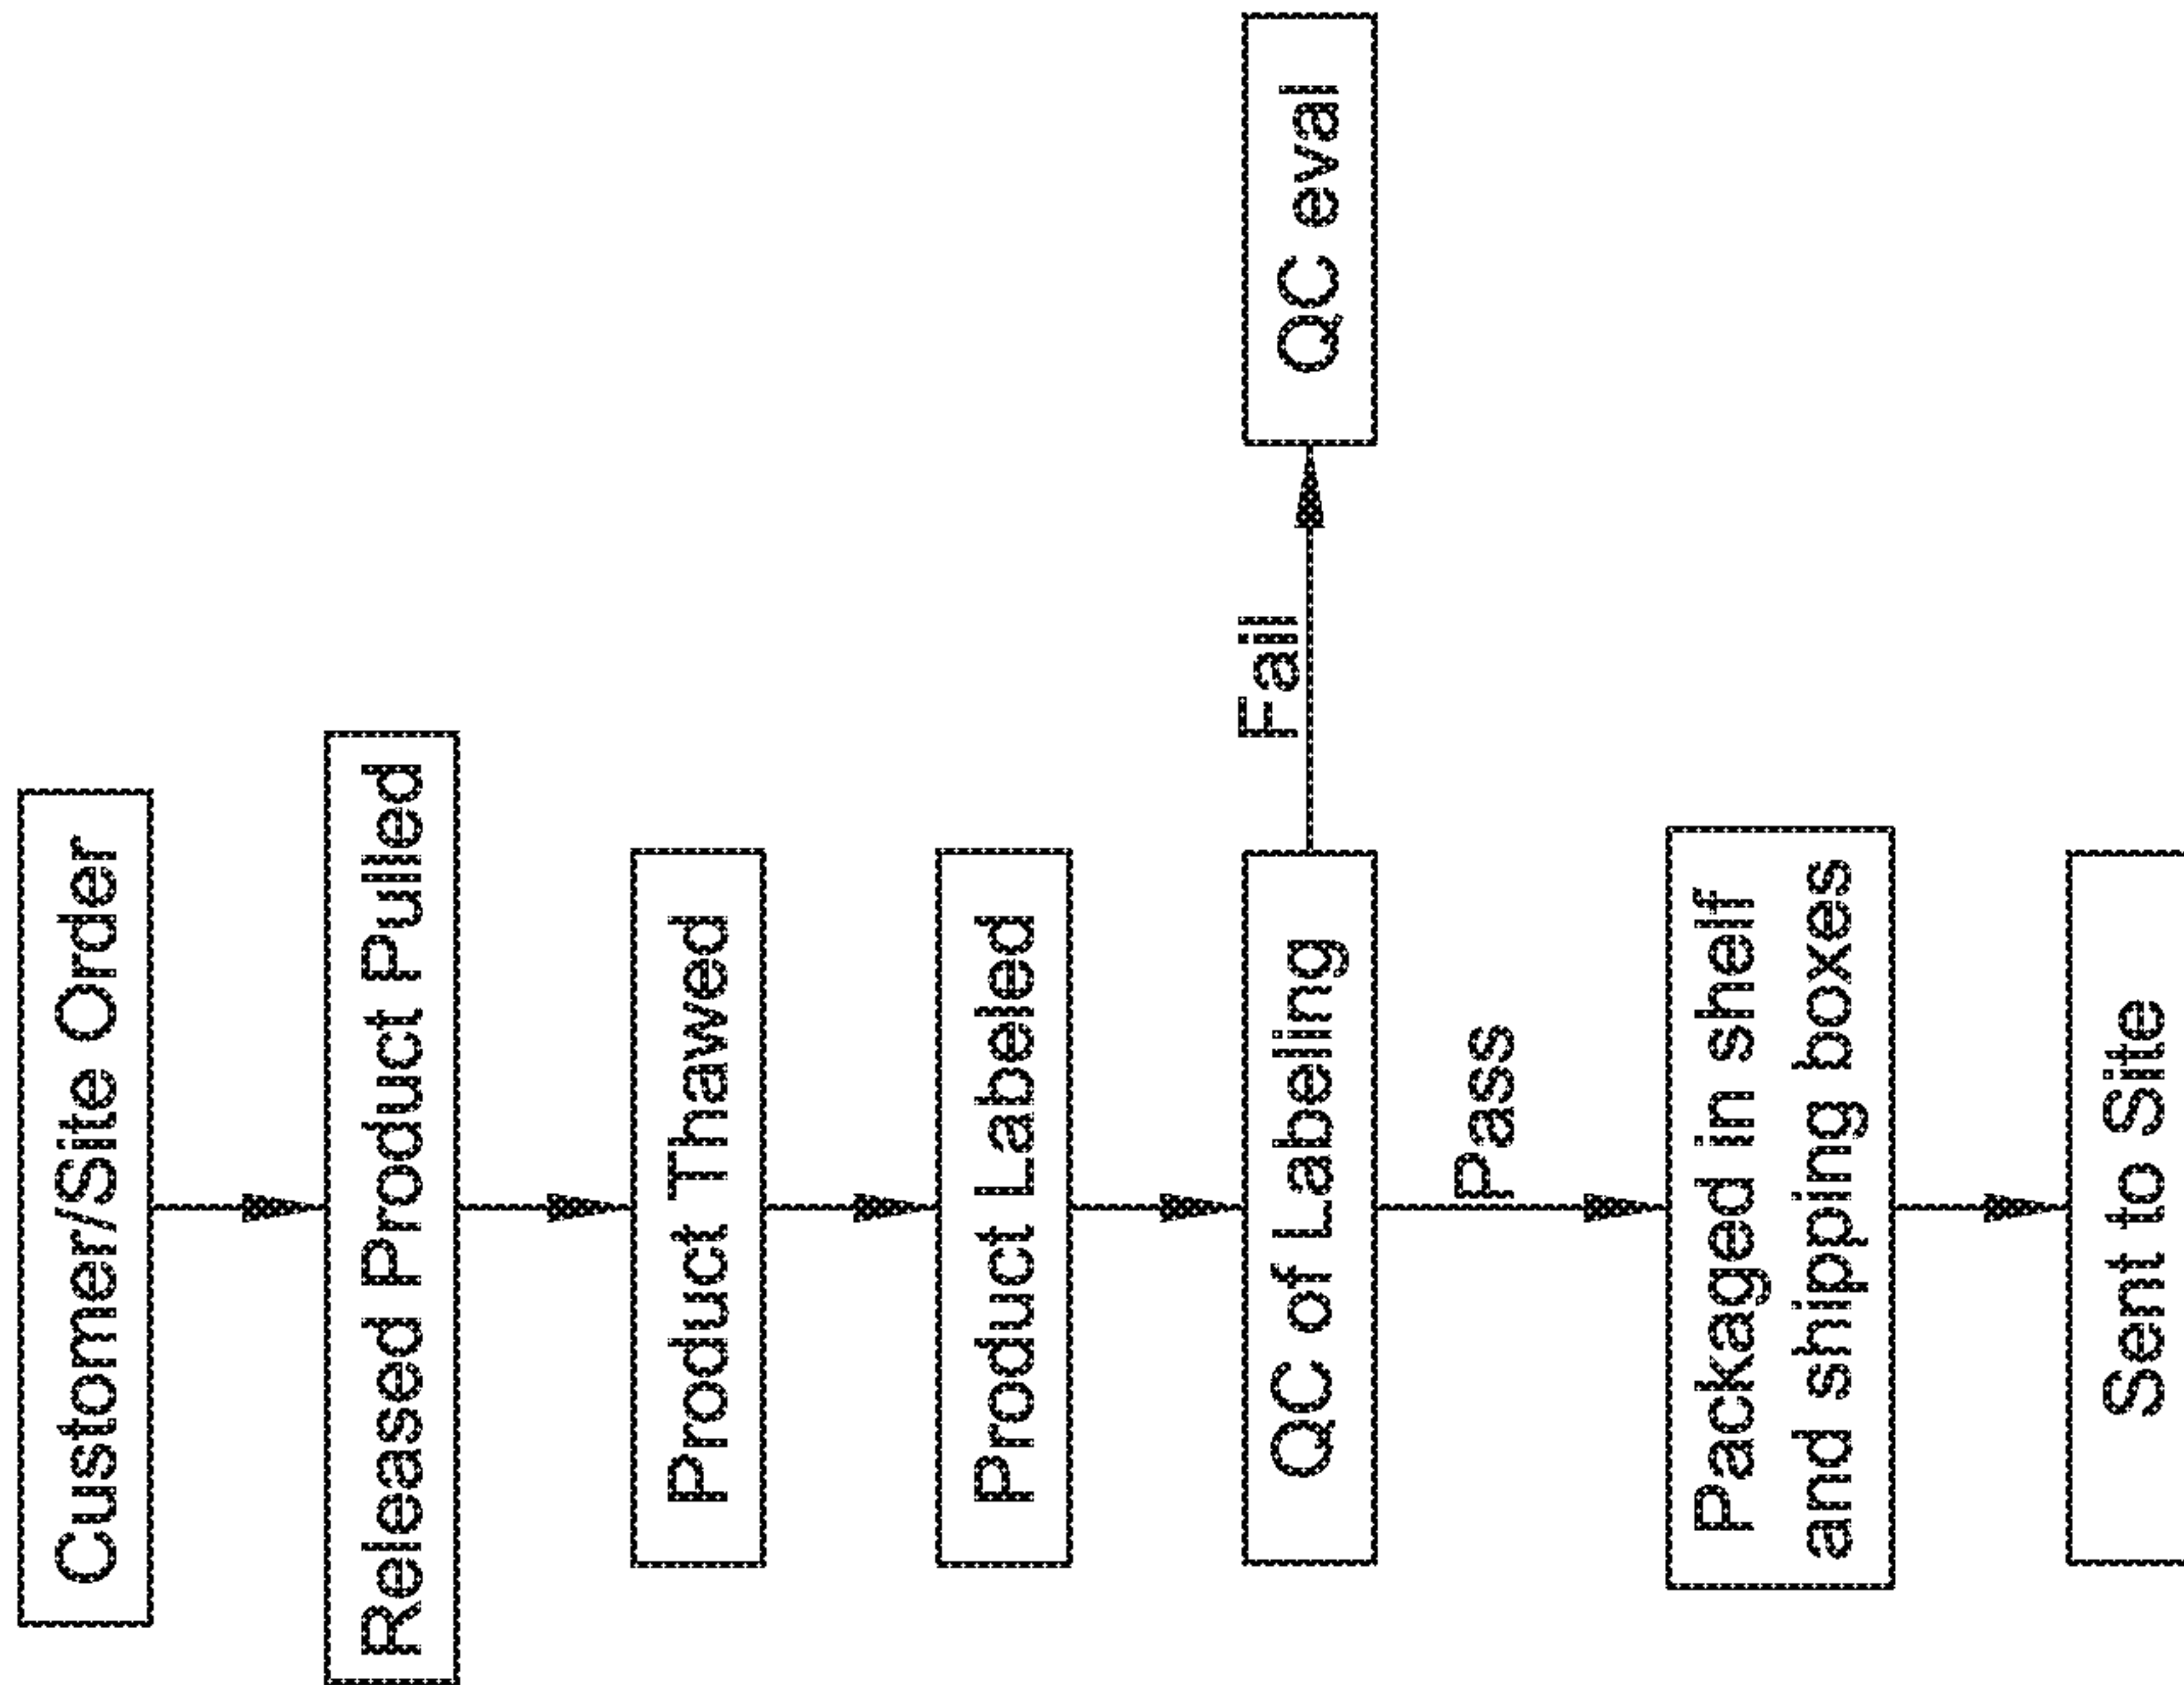 Customer/Site Order
Released Product Pulled
Product Thawed
Product Labeled
QC of Labeling
Fail
QC eval
Pass
Packaged in shelf
and shipping boxes
Sent to Site